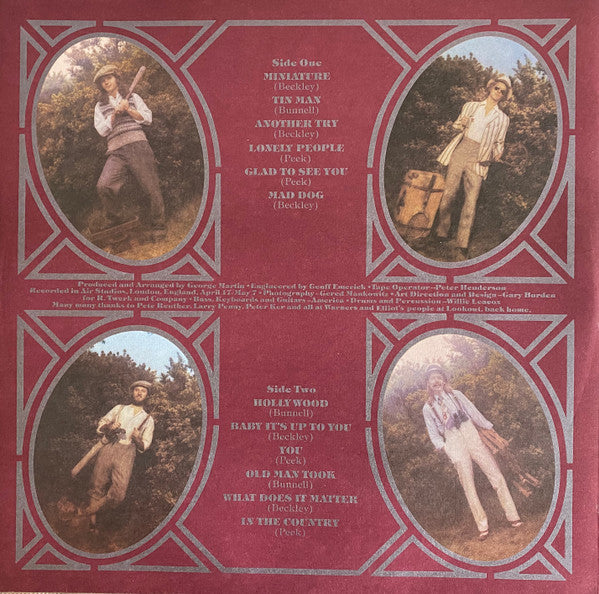 Side One
MINIATURE
(Beckley)
TIN MAN
(Bunnell)
ANOTHER TRY
(Beckley)
LONELY PEOPLE
(Peek)
GLAD TO SEE YOU
(Peek)
MAD DOG
(Beckley)
Produced and Arranged by George Martin • Engineered by Geoff Emerick • Tape Operator–Peter Henderson
Recorded in Air Studios, London, England, April 17/May 7 • Photography–Gered Mankowitz • Art Direction and Design–Gary Burden
for R. Twerk and Company • Bass, Keyboards and Guitars–America • Drums and Percussion–Willie Leacox
Many many thanks to Pete Renther, Larry Penny, Peter Ker and all at Warners and Elliot's people at Lookout, back home.
Side Two
HOLLYWOOD
(Bunnell)
BABY IT'S UP TO YOU
(Beckley)
YOU
(Peek)
OLD MAN TOOK
(Bunnell)
WHAT DOES IT MATTER
(Beckley)
IN THE COUNTRY
(Peek)